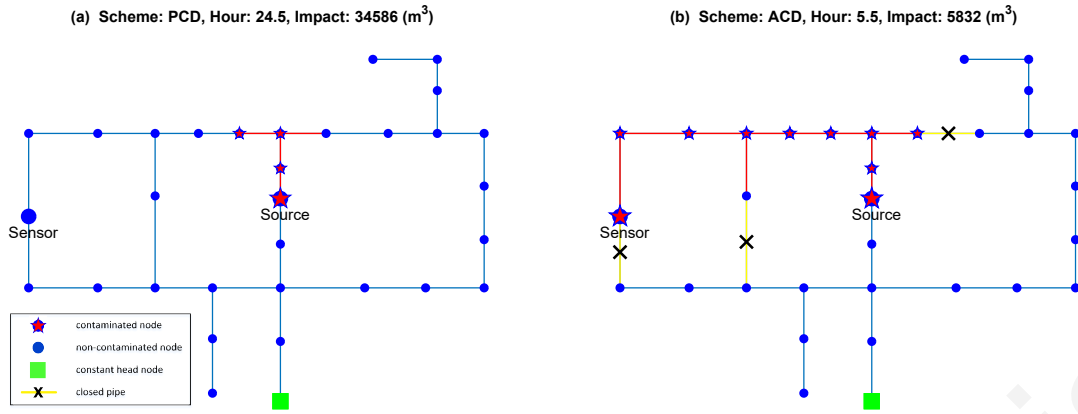 (a) Scheme: PCD, Hour: 24.5, Impact: 34586 (m³)
(b) Scheme: ACD, Hour: 5.5, Impact: 5832 (m³)
Source
Sensor
Source
Sensor
contaminated node
non-contaminated node
constant head node
closed pipe